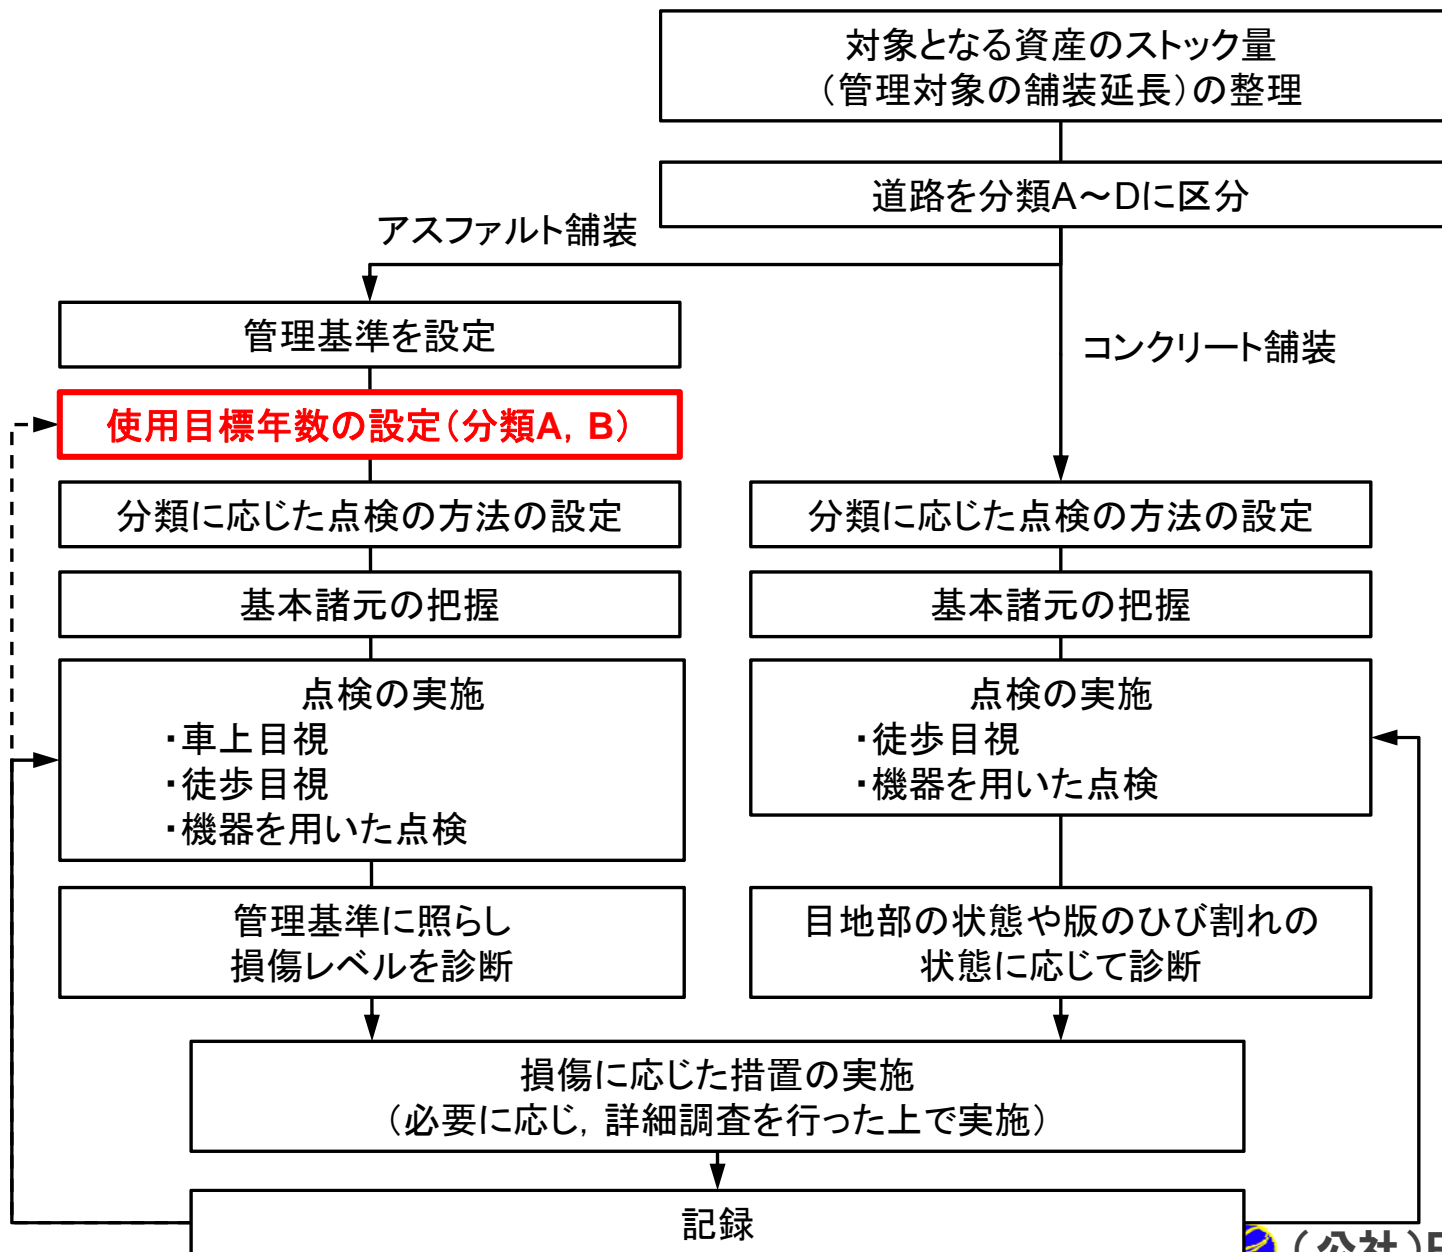 対象となる資産のストック量
（管理対象の舗装延長）の整理
道路を分類A～Dに区分
アスファルト舗装
コンクリート舗装
管理基準を設定
使用目標年数の設定（分類A，B）
分類に応じた点検の方法の設定
基本諸元の把握
点検の実施
・車上目視
・徒歩目視
・機器を用いた点検
管理基準に照らし
損傷レベルを診断
分類に応じた点検の方法の設定
基本諸元の把握
点検の実施
・徒歩目視
・機器を用いた点検
目地部の状態や版のひび割れの
状態に応じて診断
損傷に応じた措置の実施
（必要に応じ，詳細調査を行った上で実施）
記録
（公社）